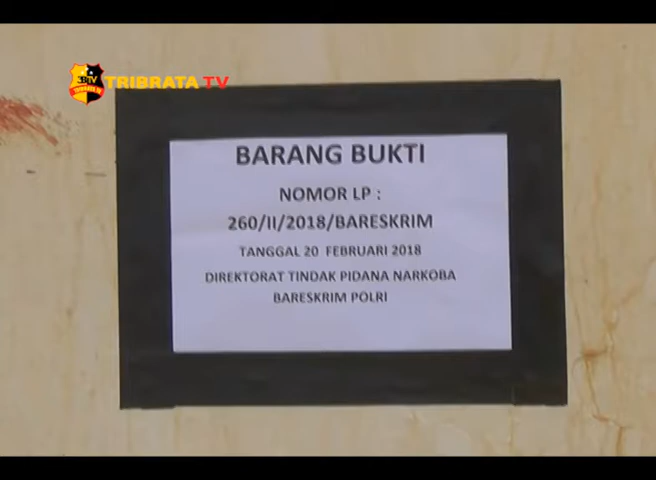 TRIBRATA TV
BARANG BUKTI
NOMOR LP :
260/II/2018/BARESKRIM
TANGGAL 20 FEBRUARI 2018
DIREKTORAT TINDAK PIDANA NARKOBA
BARESKRIM POLRI